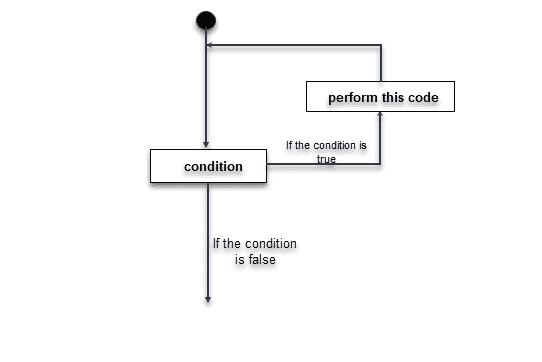 perform this code
If the condition is
true
condition
If the condition
is false